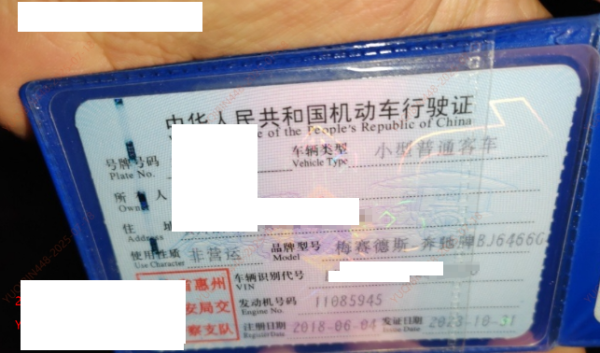 中华人民共和国机动车行驶证
of the People's Republic of China
号牌号码
Plate No.
车辆类型 小型普通客车
Vehicle Type
所 人
Owner
住
Address
使用性质 非营运 品牌型号 梅赛德斯-奔驰牌BJ6466G
Use Character Model
惠州
安局交
察支队
车辆识别代号
VIN
发动机号码 11085945
Engine No.
注册日期 2018-06-04 发证日期 2023-10-31
Register Date Issue Date